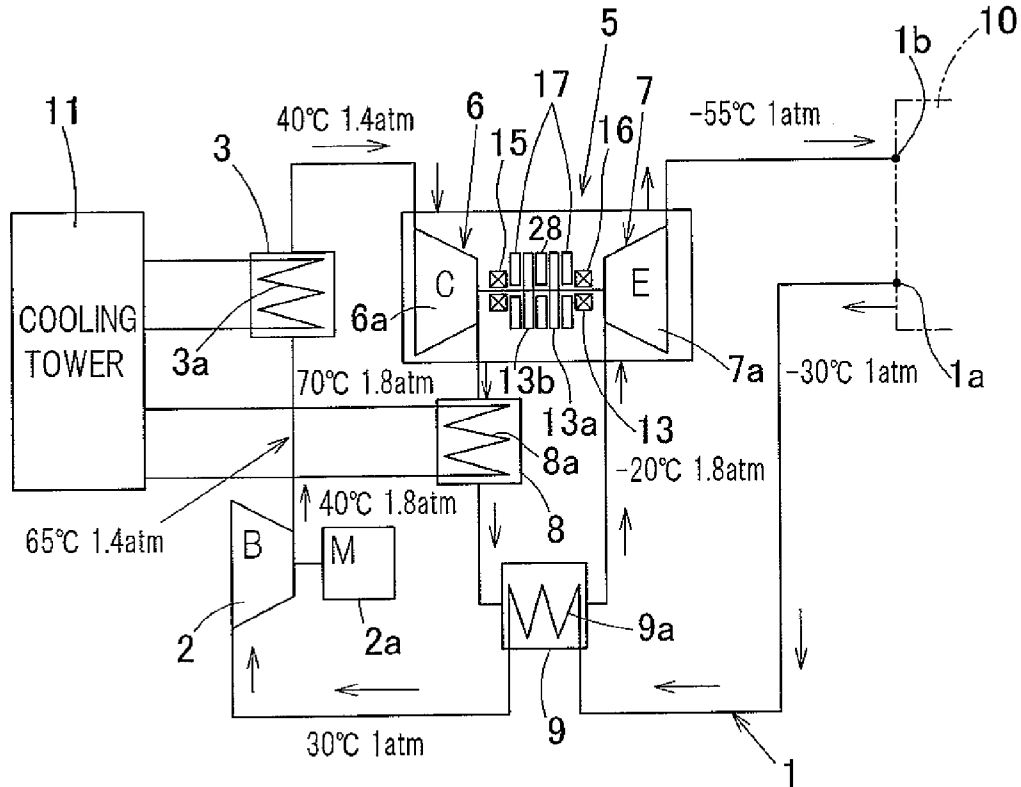 10
1b
5
17
7
11
6
16
-55℃ 1atm
40℃ 1.4atm
15
3
28
C
E
6a
COOLING
TOWER
3a
7a
1a
-30℃ 1atm
70℃ 1.8atm
13b
13a
13
8a
-20℃ 1.8atm
40℃ 1.8atm
8
65℃ 1.4atm
B
M
9a
2
2a
9
30℃ 1atm
1